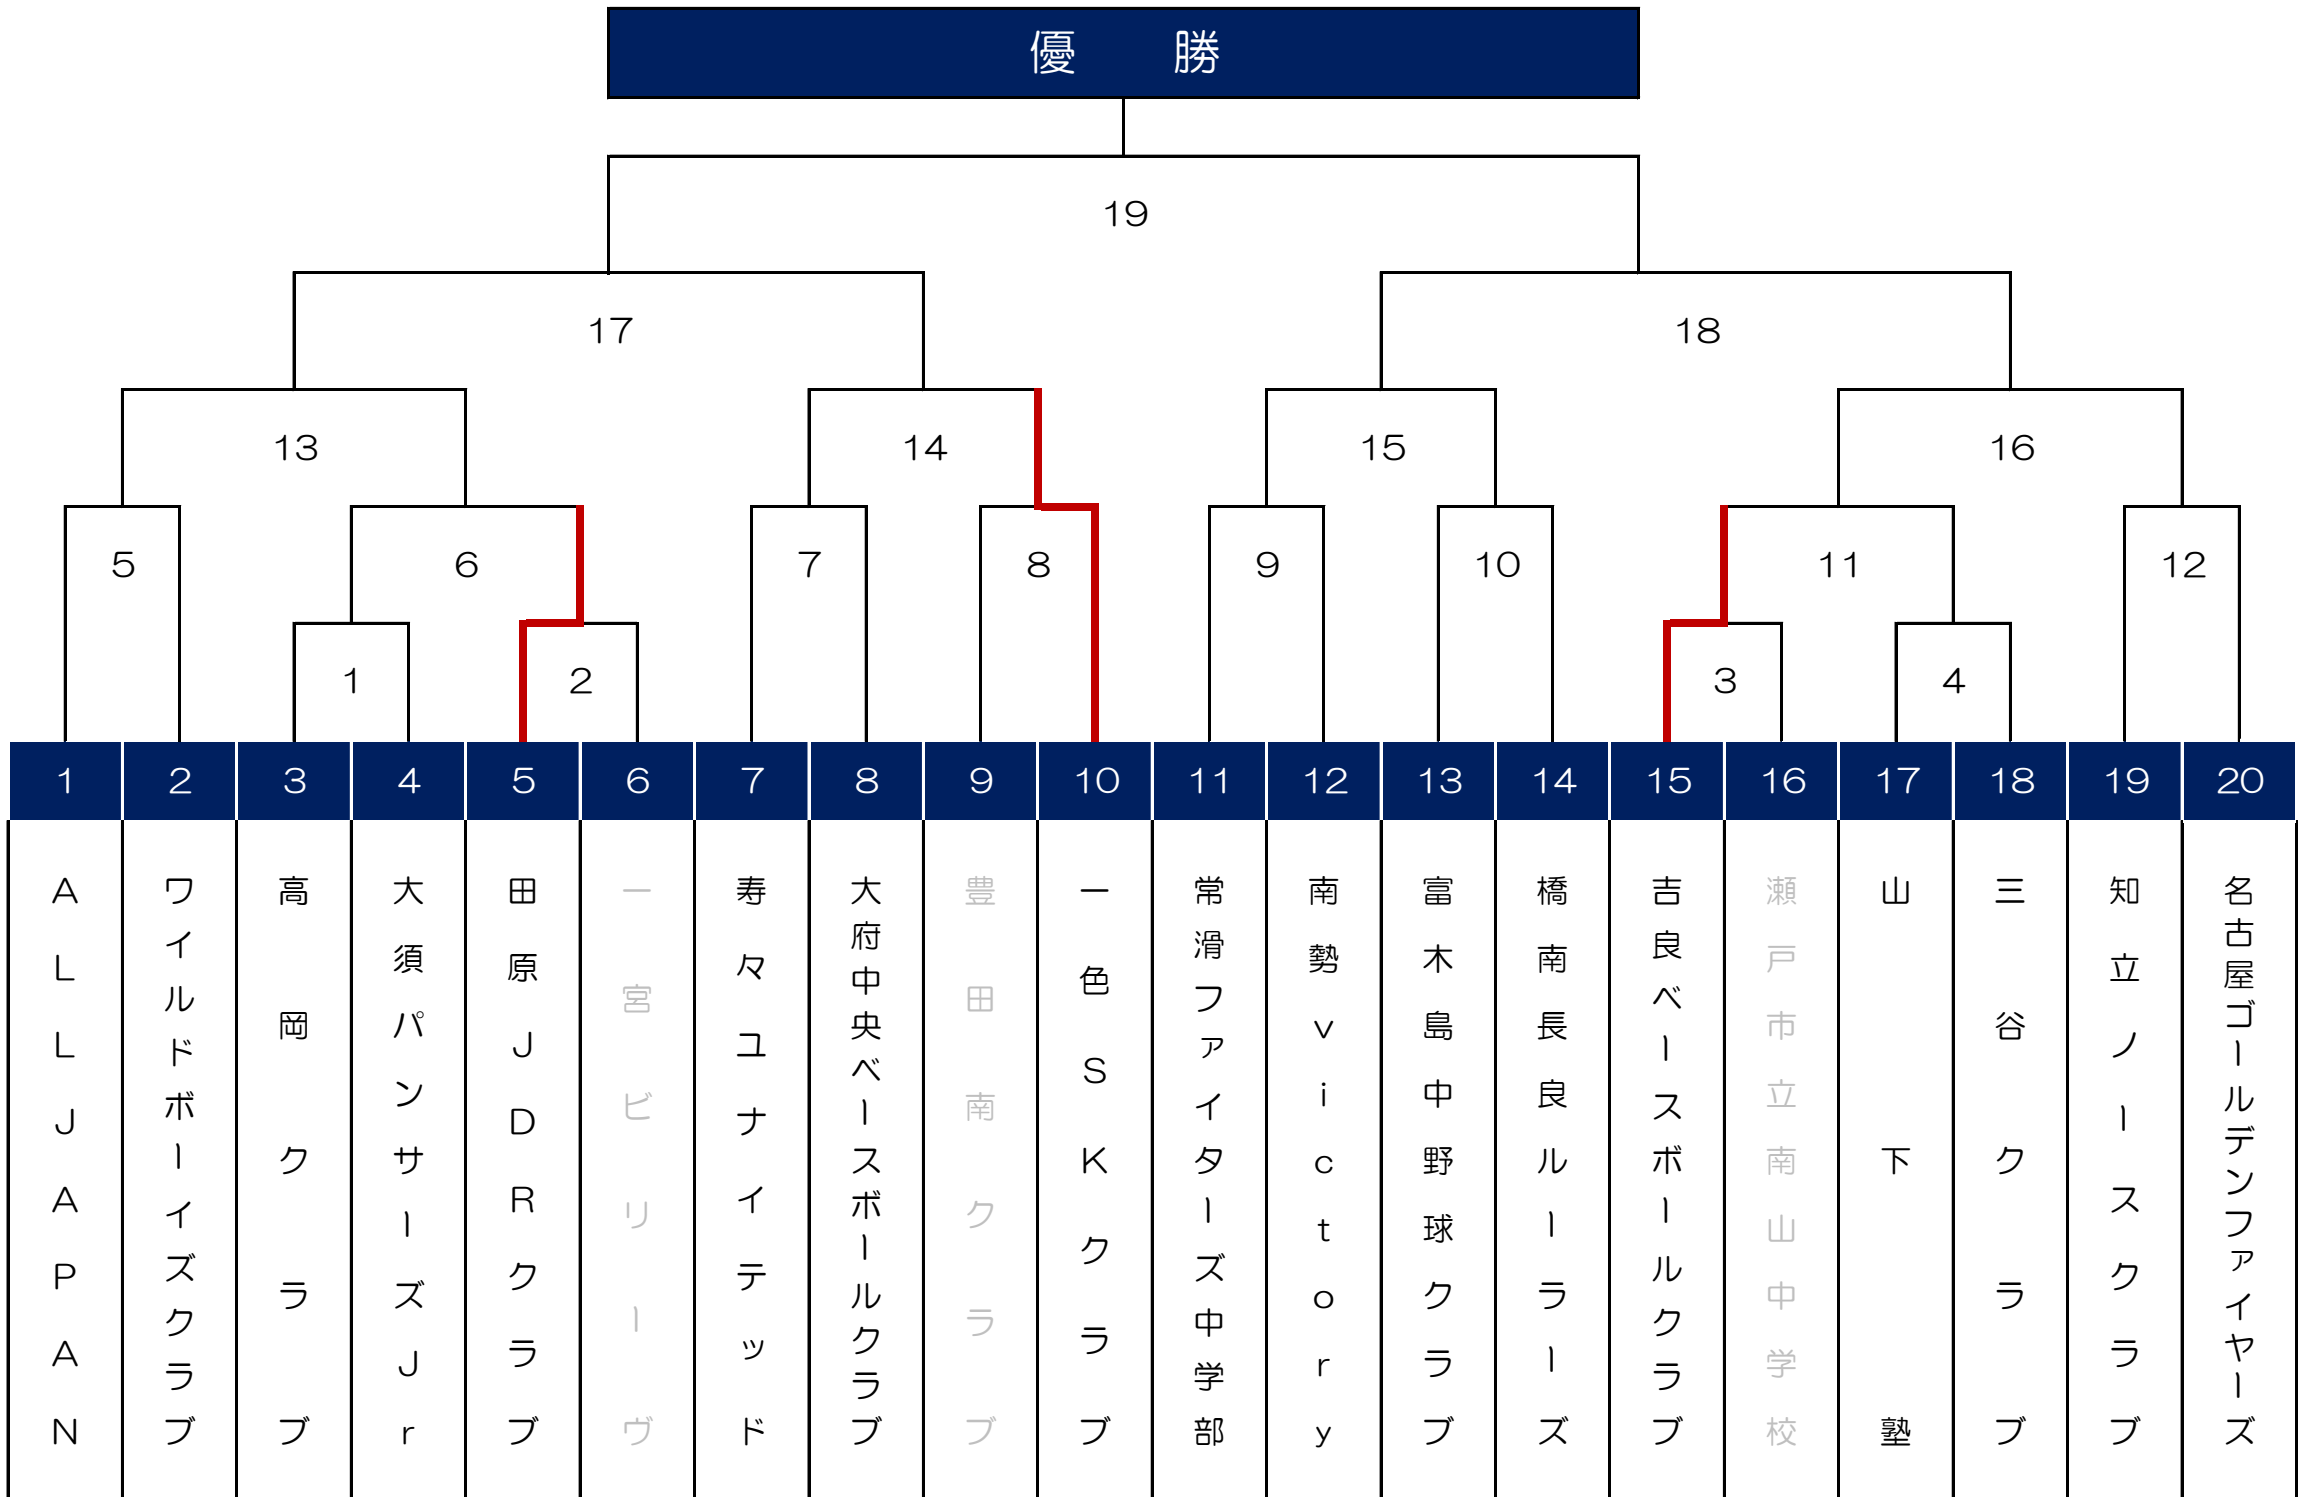 優　勝
19
17
18
13
14
15
16
5
6
7
8
9
10
11
12
1
2
3
4
1
2
3
4
5
6
7
8
9
10
11
12
13
14
15
16
17
18
19
20
ALLJAPAN
ワイルドボーイズクラブ
高岡クラブ
大須パンサーズJr
田原JDRクラブ
一宮ビリーヴ
寿々ユナイテッド
大府中央ベースボールクラブ
豊田南クラブ
一色SKクラブ
常滑ファイターズ中学部
南勢victory
富木島中野球クラブ
橋南長良ルーラーズ
吉良ベースボールクラブ
瀬戸市立南山中学校
山下塾
三谷クラブ
知立ノースクラブ
名古屋ゴールデンファイヤーズ